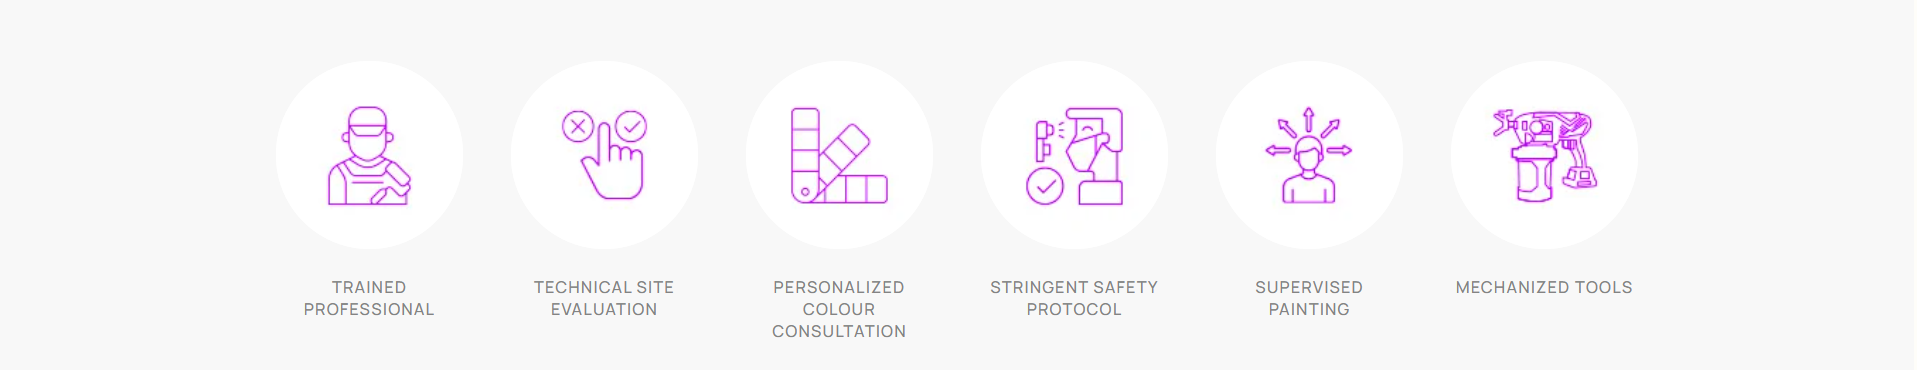 TRAINED
PROFESSIONAL
TECHNICAL SITE
EVALUATION
PERSONALIZED
COLOUR
CONSULTATION
STRINGENT SAFETY
PROTOCOL
SUPERVISED
PAINTING
MECHANIZED TOOLS